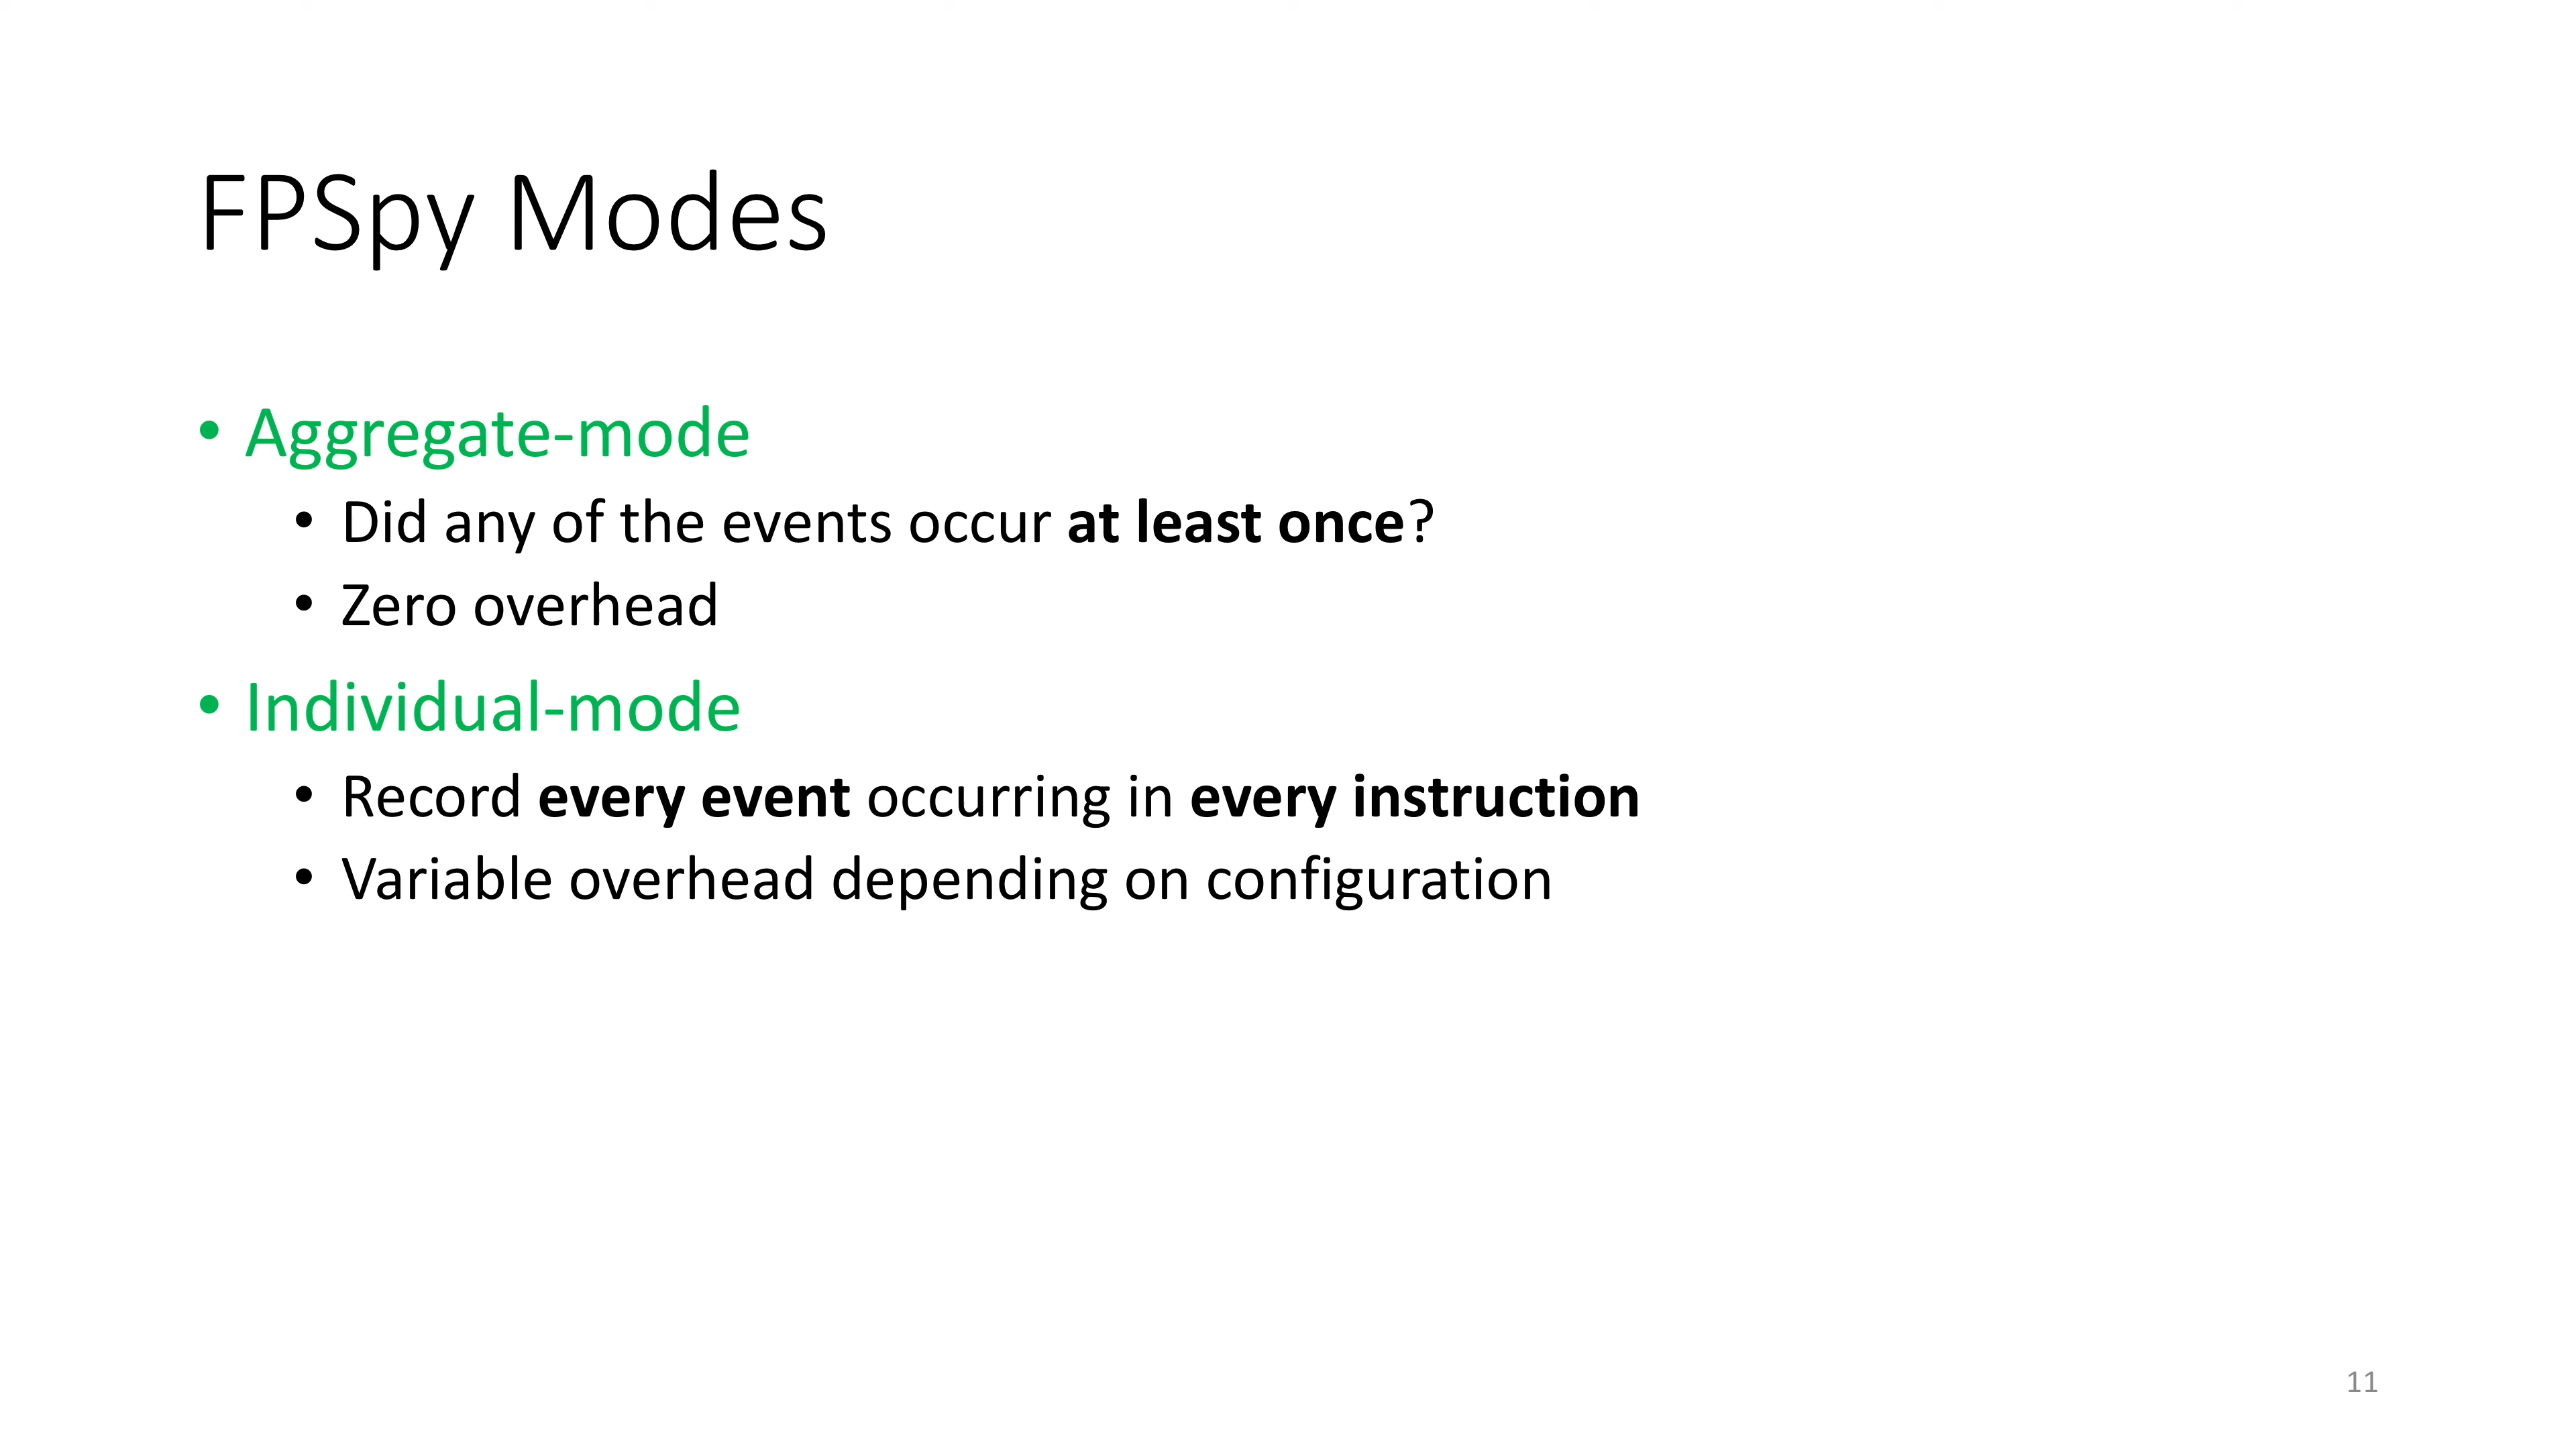 FPSpy Modes
• Aggregate-mode
• Did any of the events occur at least once?
• Zero overhead
• Individual-mode
• Record every event occurring in every instruction
• Variable overhead depending on configuration
11